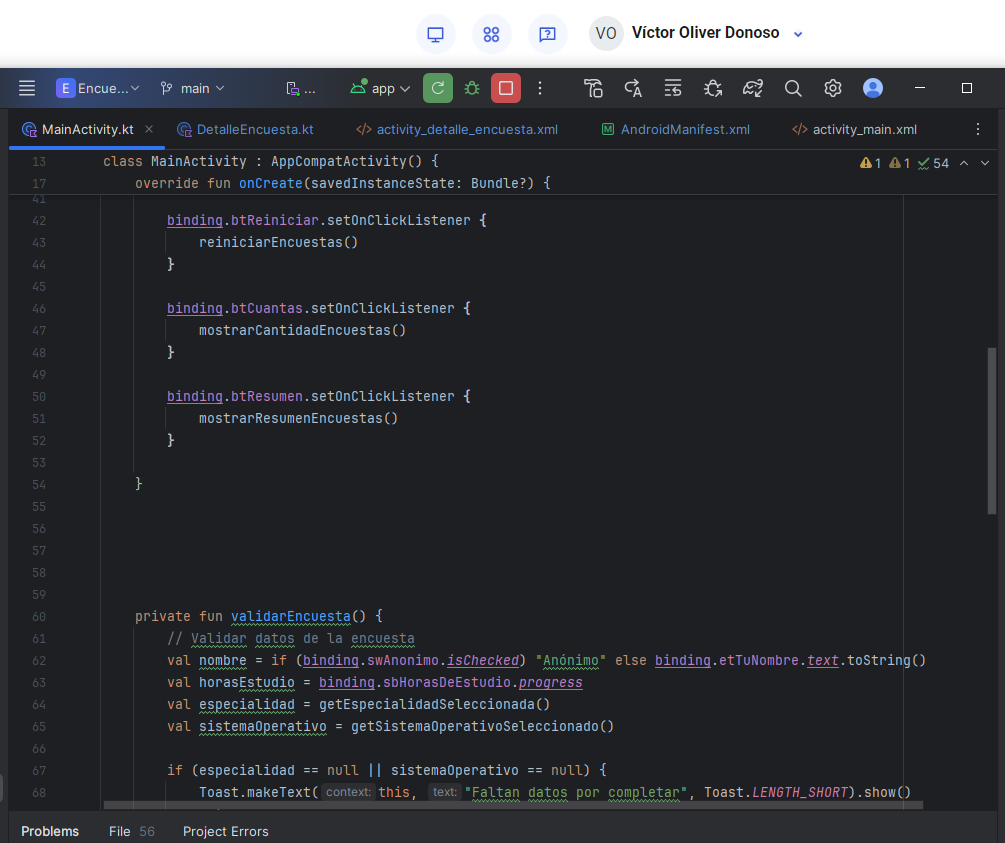 VO Víctor Oliver Donoso
E Encue... main ... app
MainActivity.kt DetalleEncuesta.kt activity_detalle_encuesta.xml AndroidManifest.xml activity_main.xml
13 class MainActivity : AppCompatActivity() {
1 1 54
17 override fun onCreate(savedInstanceState: Bundle?) {
41
42 binding.btReiniciar.setOnClickListener {
43 reiniciarEncuestas()
44 }
45
46 binding.btCuantas.setOnClickListener {
47 mostrarCantidadEncuestas()
48 }
49
50 binding.btResumen.setOnClickListener {
51 mostrarResumenEncuestas()
52 }
53
54 }
55
56
57
58
59
60 private fun validarEncuesta() {
61 // Validar datos de la encuesta
62 val nombre = if (binding.swAnonimo.isChecked) "Anónimo" else binding.etTuNombre.text.toString()
63 val horasEstudio = binding.sbHorasDeEstudio.progress
64 val especialidad = getEspecialidadSeleccionada()
65 val sistemaOperativo = getSistemaOperativoSeleccionado()
66
67 if (especialidad == null || sistemaOperativo == null) {
68 Toast.makeText( context: this, text: "Faltan datos por completar", Toast.LENGTH_SHORT).show()
Problems File 56 Project Errors